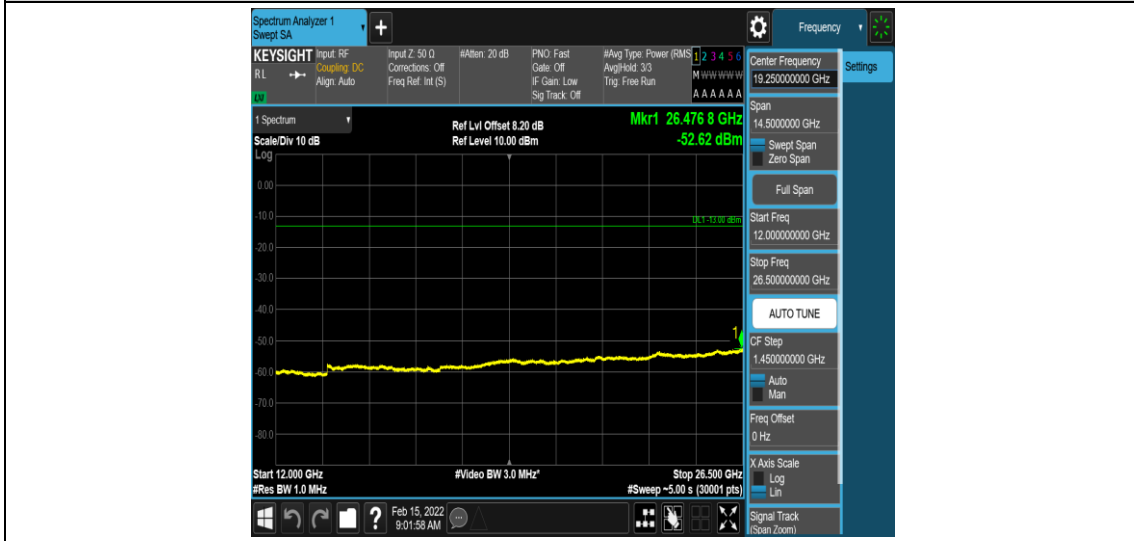 Spectrum Analyzer 1
Swept SA
+
Frequency
KEYSIGHT
RL
Input: RF
Coupling: DC
Align: Auto
Input Z: 50 Ω
Corrections: Off
Freq Ref: Int (S)
#Atten: 20 dB
PNO: Fast
Gate: Off
IF Gain: Low
Sig Track: Off
#Avg Type: Power (RMS
Avg|Hold: 3/3
Trig: Free Run
1 2 3 4 5 6
M W W W W W
A A A A A A
1 Spectrum
Scale/Div 10 dB
Log
Ref Lvl Offset 8.20 dB
Ref Level 10.00 dBm
Mkr1 26.476 8 GHz
-52.62 dBm
0.00
-10.0
DL1 -13.00 dBm
-20.0
-30.0
-40.0
1
-50.0
-60.0
-70.0
-80.0
Start 12.000 GHz
#Res BW 1.0 MHz
#Video BW 3.0 MHz*
Stop 26.500 GHz
#Sweep ~5.00 s (30001 pts)
Center Frequency
19.250000000 GHz
Settings
Span
14.5000000 GHz
Swept Span
Zero Span
Full Span
Start Freq
12.000000000 GHz
Stop Freq
26.500000000 GHz
AUTO TUNE
CF Step
1.450000000 GHz
Auto
Man
Freq Offset
0 Hz
X Axis Scale
Log
Lin
Signal Track
(Span Zoom)
?
Feb 15, 2022
9:01:58 AM